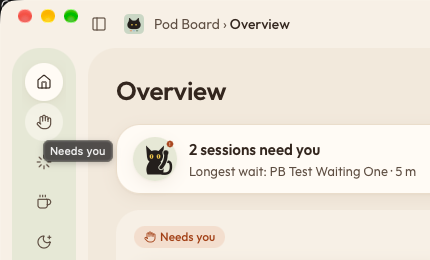 Pod Board › Overview
Overview
2 sessions need you
Needs you
Longest wait: PB Test Waiting One · 5 m
Needs you